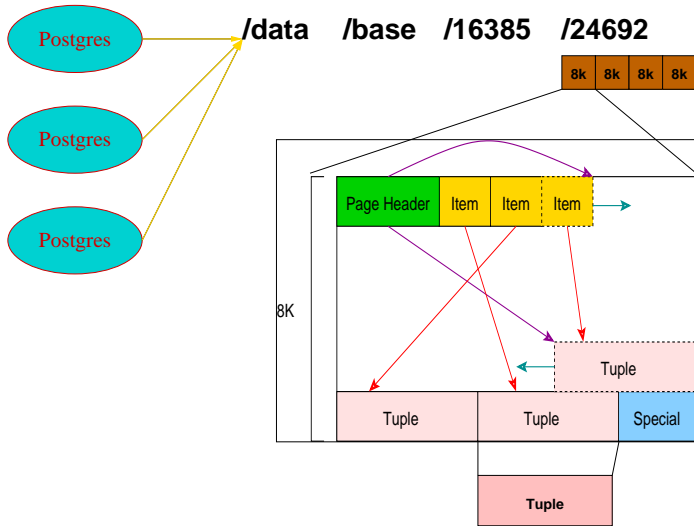 /data /base /16385 /24692
Postgres
Postgres
Postgres
8k 8k 8k 8k
Page Header Item Item Item
8K
Tuple
Tuple Tuple Special
Tuple